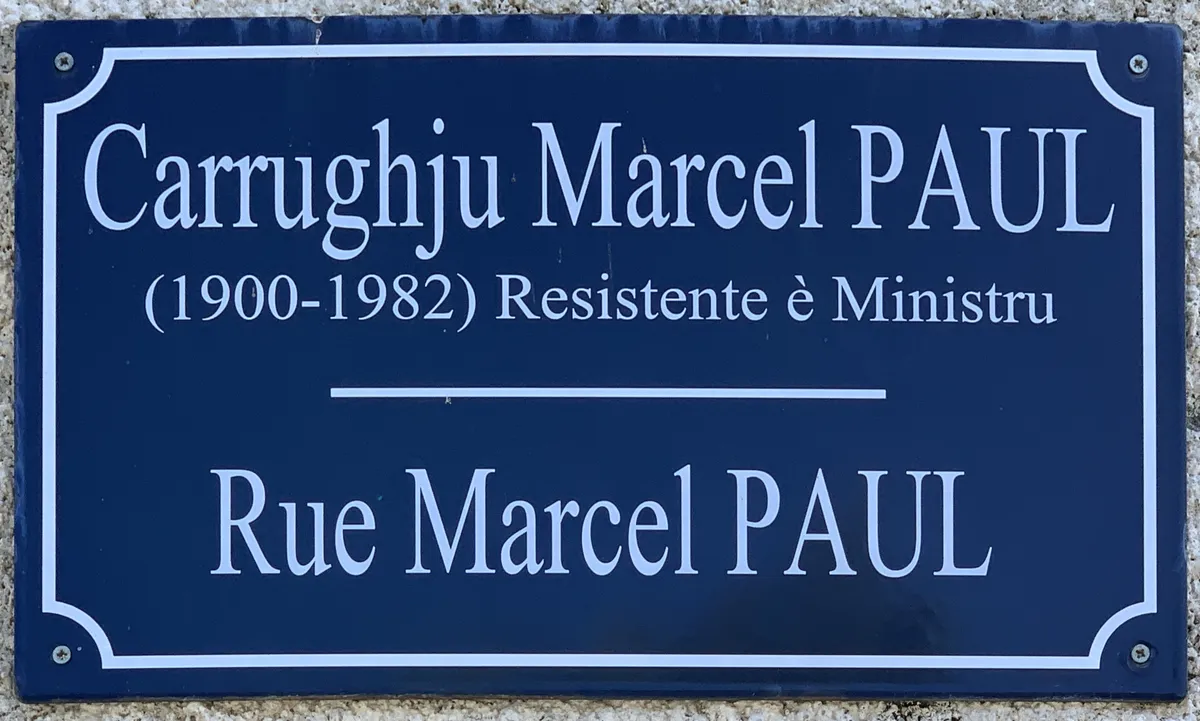 Carrughju Marcel PAUL
(1900-1982) Resistente è Ministru
Rue Marcel PAUL